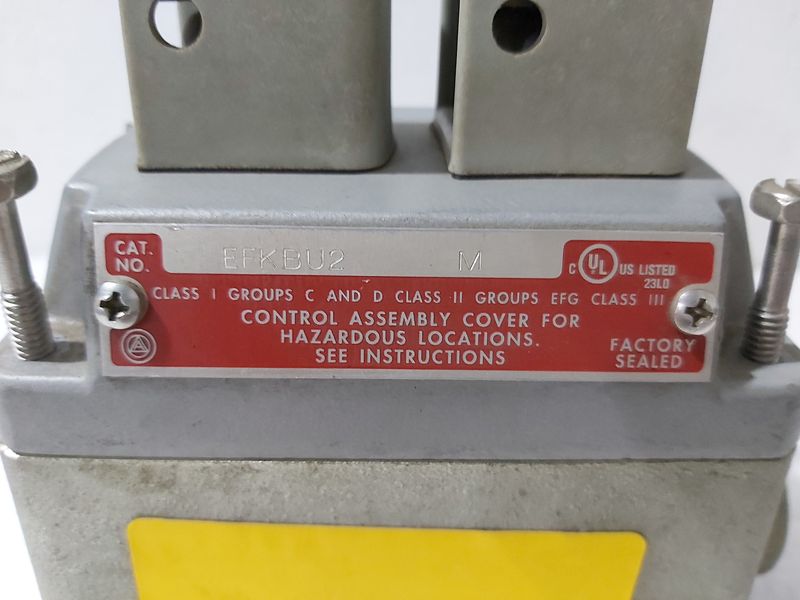 CAT. NO. EFKBU2 M
C UL US LISTED
23L0
CLASS I GROUPS C AND D CLASS II GROUPS EFG CLASS III
CONTROL ASSEMBLY COVER FOR
HAZARDOUS LOCATIONS.
SEE INSTRUCTIONS
FACTORY
SEALED